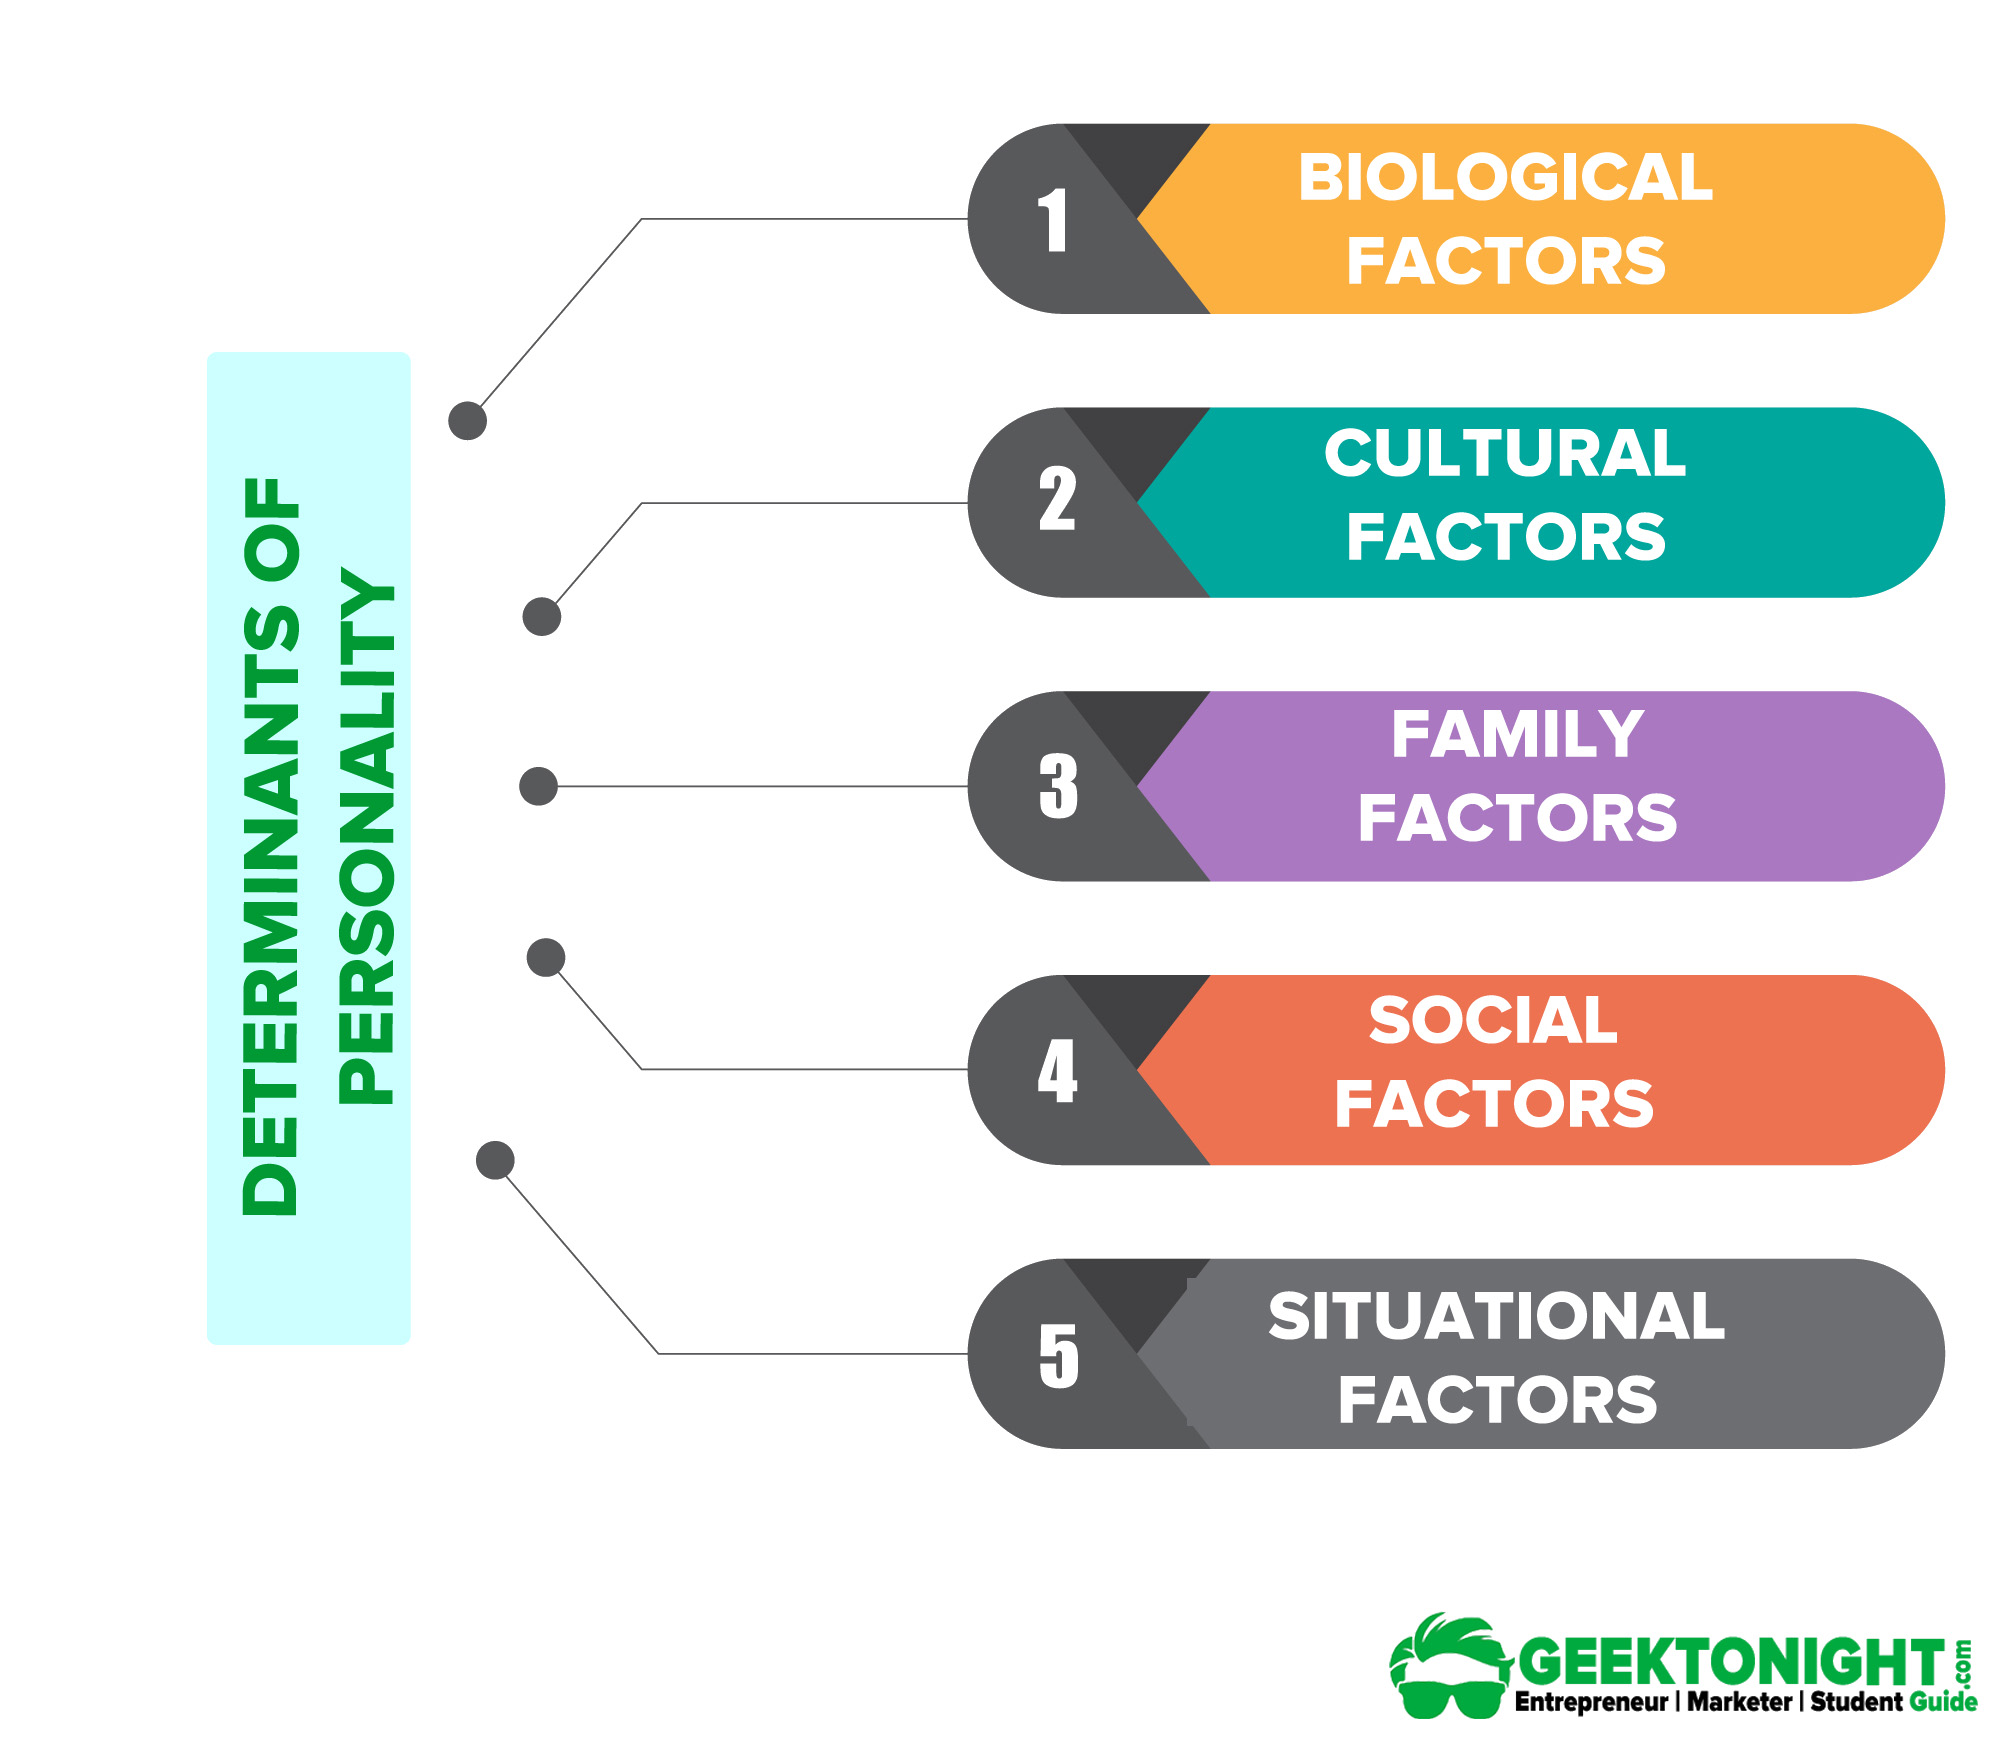 DETERMINANTS OF
PERSONALITY
1
BIOLOGICAL
FACTORS
2
CULTURAL
FACTORS
3
FAMILY
FACTORS
4
SOCIAL
FACTORS
5
SITUATIONAL
FACTORS
GEEKTONIGHT.com
Entrepreneur | Marketer | Student Guide